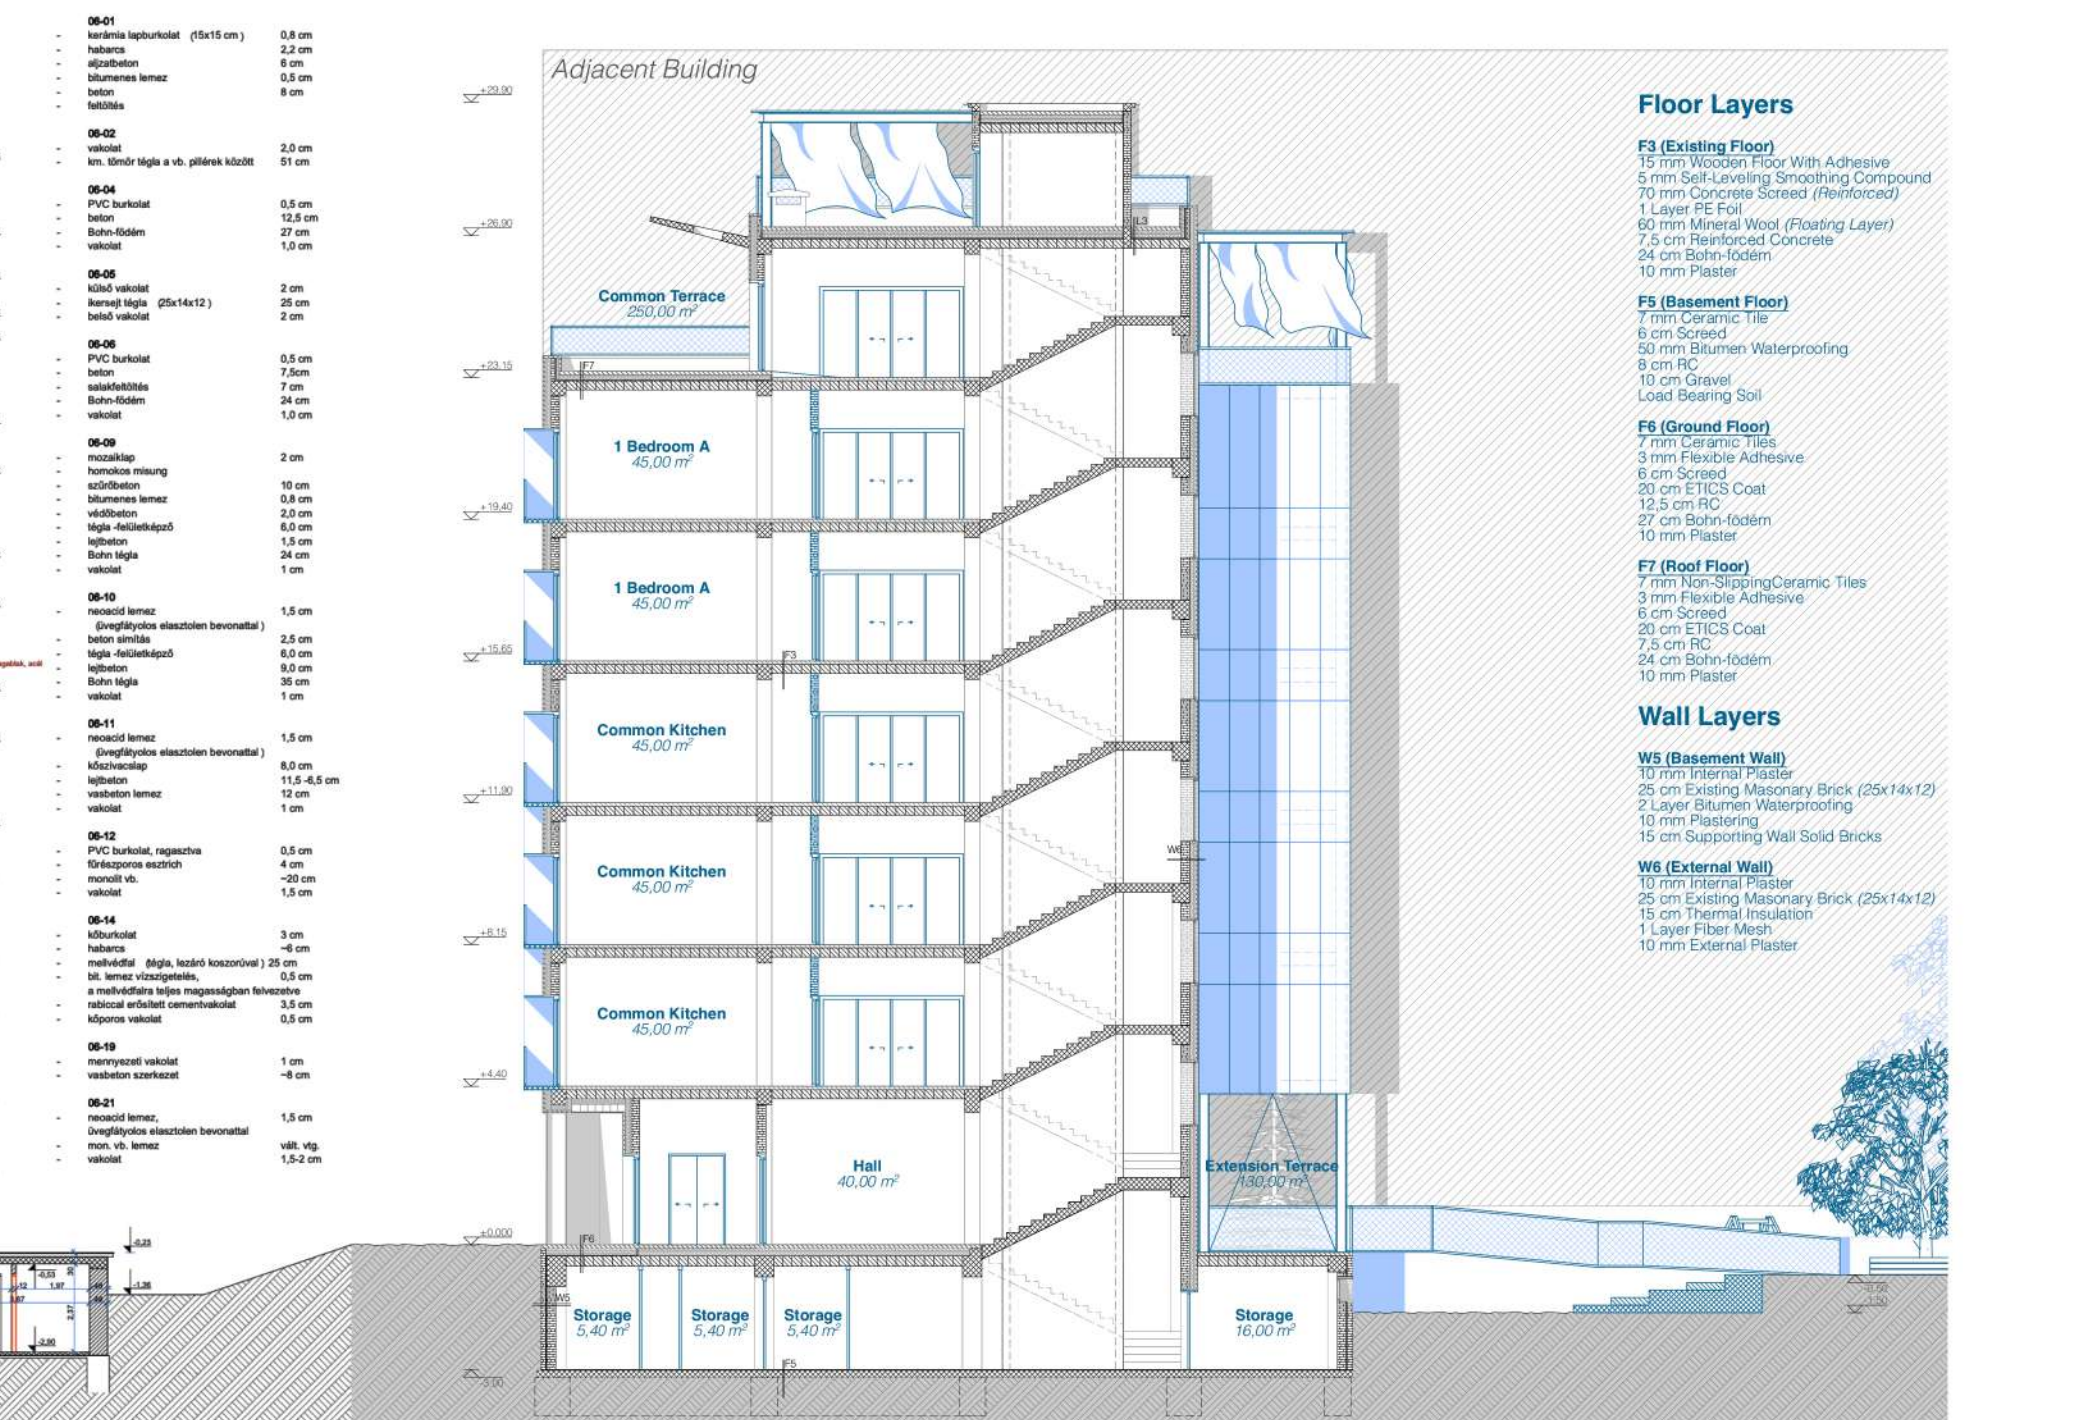 06-01
- kerámia lapburkolat (15x15 cm) 0,8 cm
- habarcs 2,2 cm
- aljzatbeton 6 cm
- bitumenes lemez 0,5 cm
- beton 8 cm
- feltöltés
06-02
- vakolat 2,0 cm
- km. tömör tégla a vb. pillérek között 51 cm
06-04
- PVC burkolat 0,5 cm
- beton 12,5 cm
- Bohn-födém 27 cm
- vakolat 1,0 cm
06-05
- külső vakolat 2 cm
- ikersejt tégla (25x14x12) 25 cm
- belső vakolat 2 cm
06-06
- PVC burkolat 0,5 cm
- beton 7,5cm
- salakfeltöltés 7 cm
- Bohn-födém 24 cm
- vakolat 1,0 cm
06-09
- mozaiklap 2 cm
- homokos misung
- szűrőbeton 10 cm
- bitumenes lemez 0,8 cm
- védőbeton 2,0 cm
- tégla -felületképző 6,0 cm
- lejtbeton 1,5 cm
- Bohn tégla 24 cm
- vakolat 1 cm
06-10
- neoacid lemez 1,5 cm
(üvegfátyolos elasztolen bevonattal)
- beton simítás 2,5 cm
- tégla -felületképző 6,0 cm
- lejtbeton 9,0 cm
- Bohn tégla 35 cm
- vakolat 1 cm
06-11
- neoacid lemez 1,5 cm
(üvegfátyolos elasztolen bevonattal)
- kőszivacslap 8,0 cm
- lejtbeton 11,5 -6,5 cm
- vasbeton lemez 12 cm
- vakolat 1 cm
06-12
- PVC burkolat, ragasztva 0,5 cm
- fűrészporos esztrich 4 cm
- monolit vb. ~20 cm
- vakolat 1,5 cm
06-14
- kőburkolat 3 cm
- habarcs ~6 cm
- mellvédfal (tégla, lezáró koszorúval) 25 cm
- bit. lemez vízszigetelés, 0,5 cm
a mellvédfalra teljes magasságban felvezetve
- rabiccal erősített cementvakolat 3,5 cm
- kőporos vakolat 0,5 cm
06-19
- mennyezeti vakolat 1 cm
- vasbeton szerkezet ~8 cm
06-21
- neoacid lemez, 1,5 cm
üvegfátyolos elasztolen bevonattal
- mon. vb. lemez vált. vtg.
- vakolat 1,5-2 cm
-0,23
-0,53
-1,36
12 1,97
2,37
-2,90
Adjacent Building
+29.90
+26.90
+23.15
+19.40
+15.65
+11.90
+8.15
+4.40
±0.000
-3.00
L3
Common Terrace
250,00 m²
F7
1 Bedroom A
45,00 m²
1 Bedroom A
45,00 m²
F3
Common Kitchen
45,00 m²
Common Kitchen
45,00 m²
W6
Common Kitchen
45,00 m²
Hall
40,00 m²
Extension Terrace
130,00 m²
F6
W5
Storage
5,40 m²
Storage
5,40 m²
Storage
5,40 m²
Storage
16,00 m²
F5
-0.50
-1.50
Floor Layers
F3 (Existing Floor)
15 mm Wooden Floor With Adhesive
5 mm Self-Leveling Smoothing Compound
70 mm Concrete Screed (Reinforced)
1 Layer PE Foil
60 mm Mineral Wool (Floating Layer)
7,5 cm Reinforced Concrete
24 cm Bohn-födém
10 mm Plaster
F5 (Basement Floor)
7 mm Ceramic Tile
6 cm Screed
50 mm Bitumen Waterproofing
8 cm RC
10 cm Gravel
Load Bearing Soil
F6 (Ground Floor)
7 mm Ceramic Tiles
3 mm Flexible Adhesive
6 cm Screed
20 cm ETICS Coat
12,5 cm RC
27 cm Bohn-födém
10 mm Plaster
F7 (Roof Floor)
7 mm Non-SlippingCeramic Tiles
3 mm Flexible Adhesive
6 cm Screed
20 cm ETICS Coat
7,5 cm RC
24 cm Bohn-födém
10 mm Plaster
Wall Layers
W5 (Basement Wall)
10 mm Internal Plaster
25 cm Existing Masonary Brick (25x14x12)
2 Layer Bitumen Waterproofing
10 mm Plastering
15 cm Supporting Wall Solid Bricks
W6 (External Wall)
10 mm Internal Plaster
25 cm Existing Masonary Brick (25x14x12)
15 cm Thermal Insulation
1 Layer Fiber Mesh
10 mm External Plaster